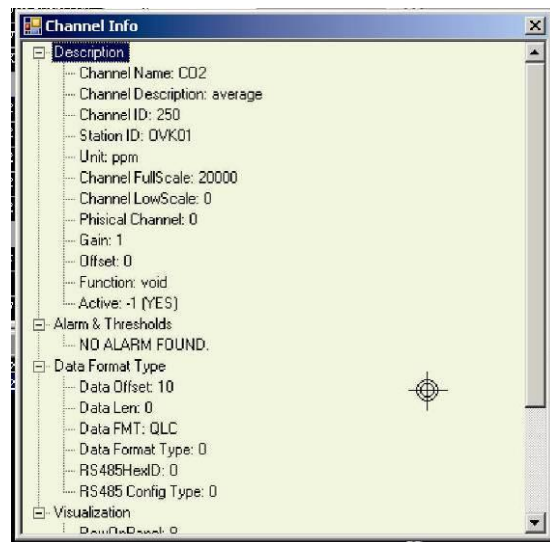 Channel Info
Description
Channel Name: CO2
Channel Description: average
Channel ID: 250
Station ID: OVK01
Unit: ppm
Channel FullScale: 20000
Channel LowScale: 0
Phisical Channel: 0
Gain: 1
Offset: 0
Function: void
Active: -1 (YES)
Alarm & Thresholds
NO ALARM FOUND.
Data Format Type
Data Offset: 10
Data Len: 0
Data FMT: QLC
Data Format Type: 0
RS485HexID: 0
RS485 Config Type: 0
Visualization